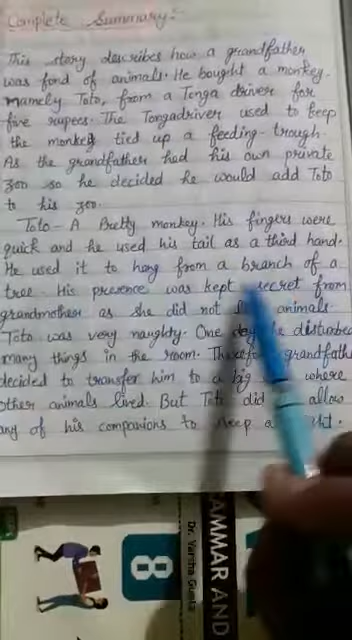 Complete Summary:-
This story describes how a grandfather
was fond of animals. He bought a monkey.
namely Toto, from a Tonga driver for
five rupees. The Tongadriver used to keep
the monkey tied up a feeding-trough.
As the grandfather had his own private
zoo so he decided he would add Toto
to his zoo.
Toto - A Pretty monkey. His fingers were
quick and he used his tail as a third hand.
He used it to hang from a branch of a
tree. His presence was kept secret from
grandmother as she did not animals.
Toto was very naughty. One day he disturbed
many things in the room. grandfath
decided to transfer him to a big where
other animals lived. But did allow
any of his companions to sleep a
8
Dr. Varsha
AMMAR AND